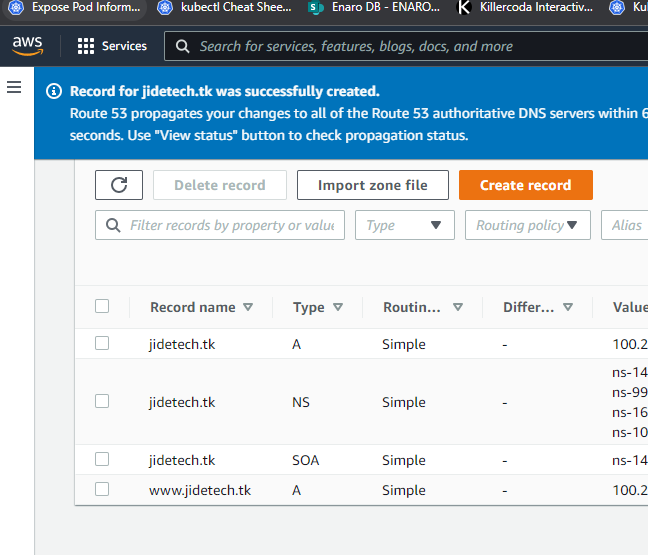 Expose Pod Inform...
kubectl Cheat Shee...
Enaro DB - ENARO...
Killercoda Interactiv...
aws
Services
Search for services, features, blogs, docs, and more
Record for jidetech.tk was successfully created.
Route 53 propagates your changes to all of the Route 53 authoritative DNS servers within 6
seconds. Use "View status" button to check propagation status.
Delete record
Import zone file
Create record
Filter records by property or value
Type
Routing policy
Alias
Record name Type Routin... Differ... Value
jidetech.tk A Simple - 100.2
ns-14
ns-99
jidetech.tk NS Simple -
ns-16
ns-10
jidetech.tk SOA Simple - ns-14
www.jidetech.tk A Simple - 100.2